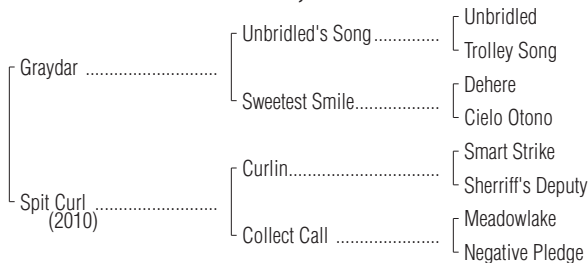 Unbridled
Unbridled's Song..............
Trolley Song
Graydar ............................
Dehere
Sweetest Smile..................
Cielo Otono
Smart Strike
Curlin................................
Sherriff's Deputy
Spit Curl ..........................
(2010)
Meadowlake
Collect Call ......................
Negative Pledge